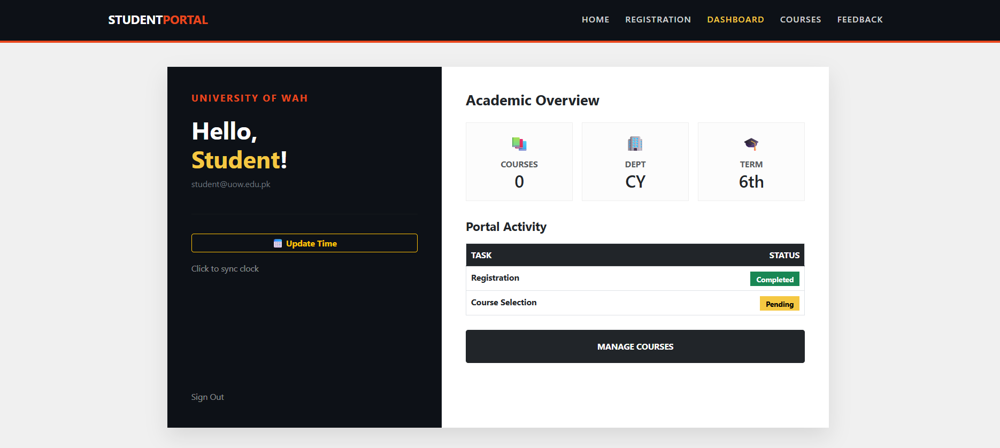 STUDENTPORTAL
HOME REGISTRATION DASHBOARD COURSES FEEDBACK
UNIVERSITY OF WAH
Hello,
Student!
student@uow.edu.pk
Update Time
Click to sync clock
Sign Out
Academic Overview
COURSES
0
DEPT
CY
TERM
6th
Portal Activity
TASK STATUS
Registration Completed
Course Selection Pending
MANAGE COURSES